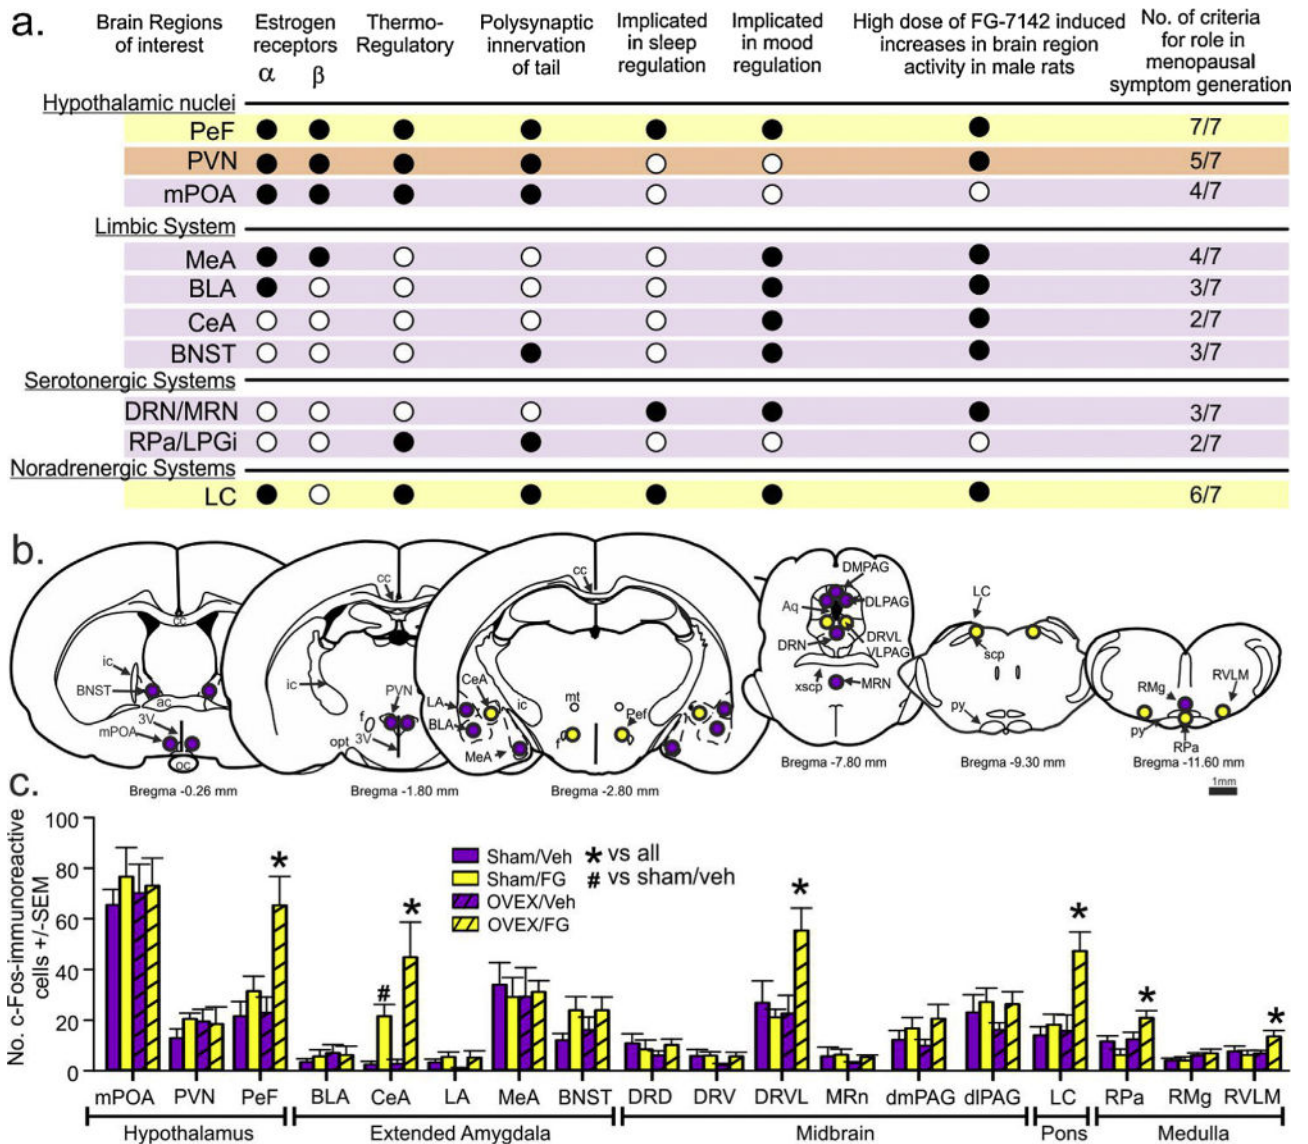 a.
Brain Regions of interest
Estrogen receptors
α β
Thermo-Regulatory
Polysynaptic innervation of tail
Implicated in sleep regulation
Implicated in mood regulation
High dose of FG-7142 induced increases in brain region activity in male rats
No. of criteria for role in menopausal symptom generation
Hypothalamic nuclei
PeF 7/7
PVN 5/7
mPOA 4/7
Limbic System
MeA 4/7
BLA 3/7
CeA 2/7
BNST 3/7
Serotonergic Systems
DRN/MRN 3/7
RPa/LPGi 2/7
Noradrenergic Systems
LC 6/7
b.
cc
ic
BNST
ac
3V
mPOA
oc
Bregma -0.26 mm
cc
ic
PVN
f
3V
opt
Bregma -1.80 mm
cc
CeA
LA
BLA
MeA
ic
mt
Pef
f
Bregma -2.80 mm
DMPAG
Aq
DLPAG
DRN
DRVL
VLPAG
xscp
MRN
Bregma -7.80 mm
LC
scp
py
Bregma -9.30 mm
RMg
RVLM
py
RPa
Bregma -11.60 mm
1mm
c.
No. c-Fos-immunoreactive
cells +/-SEM
100
80
60
40
20
0
Sham/Veh * vs all
Sham/FG # vs sham/veh
OVEX/Veh
OVEX/FG
* # * * * * *
mPOA PVN PeF BLA CeA LA MeA BNST DRD DRV DRVL MRn dmPAG dlPAG LC RPa RMg RVLM
Hypothalamus Extended Amygdala Midbrain Pons Medulla